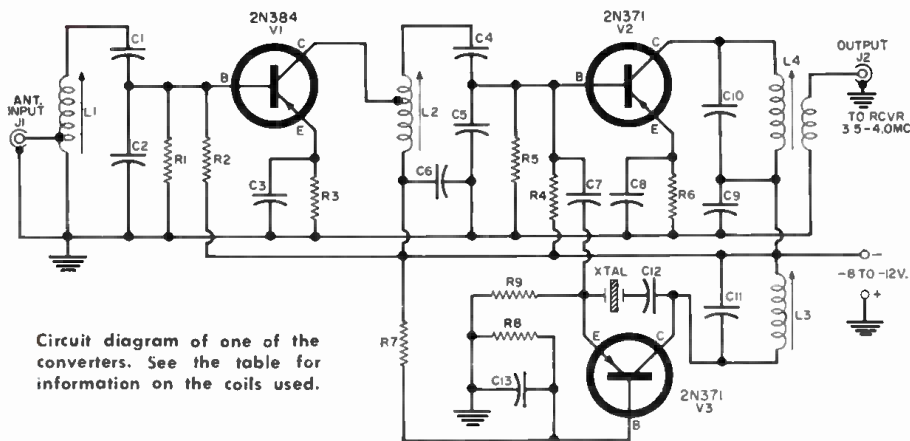 2N384
V1
2N371
V2
C1
C4
C
C
OUTPUT
J2
L4
B
B
C10
ANT.
INPUT
J1
L1
L2
C5
TO RCVR
3.5-4.0MC
E
E
C2
R1
R2
C3
R3
C6
R5
R4
C7
C8
R6
C9
−
-8 TO -12V.
+
R9
XTAL
C12
C11
L3
R7
R8
E
C
C13
2N371
V3
B
Circuit diagram of one of the
converters. See the table for
information on the coils used.